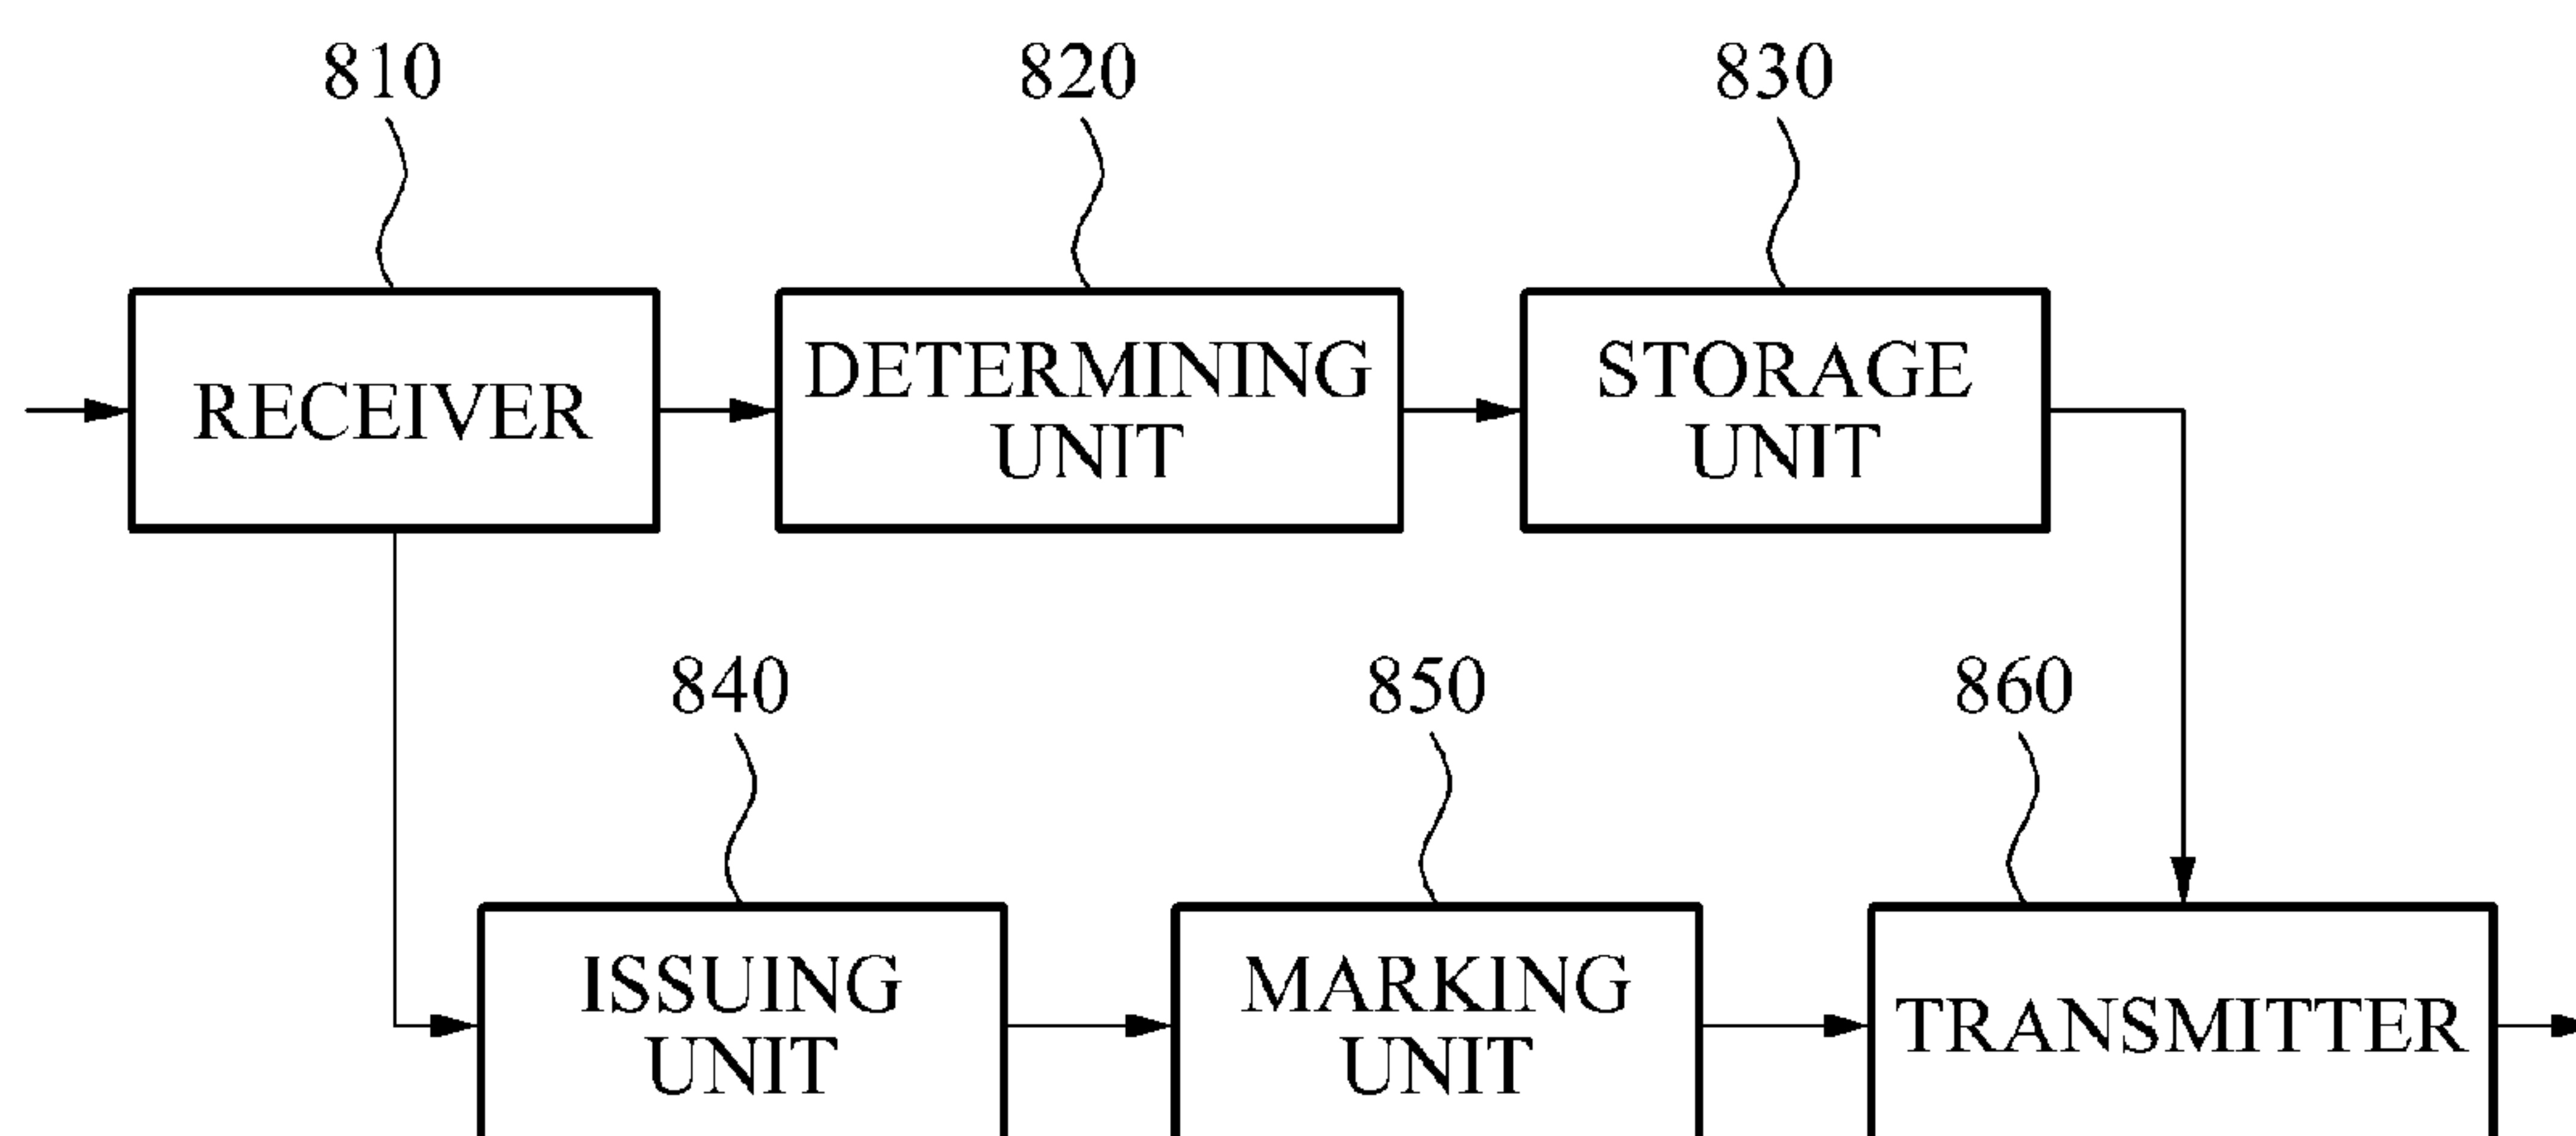 810
820
830
RECEIVER
DETERMINING
UNIT
STORAGE
UNIT
840
850
860
ISSUING
UNIT
MARKING
UNIT
TRANSMITTER